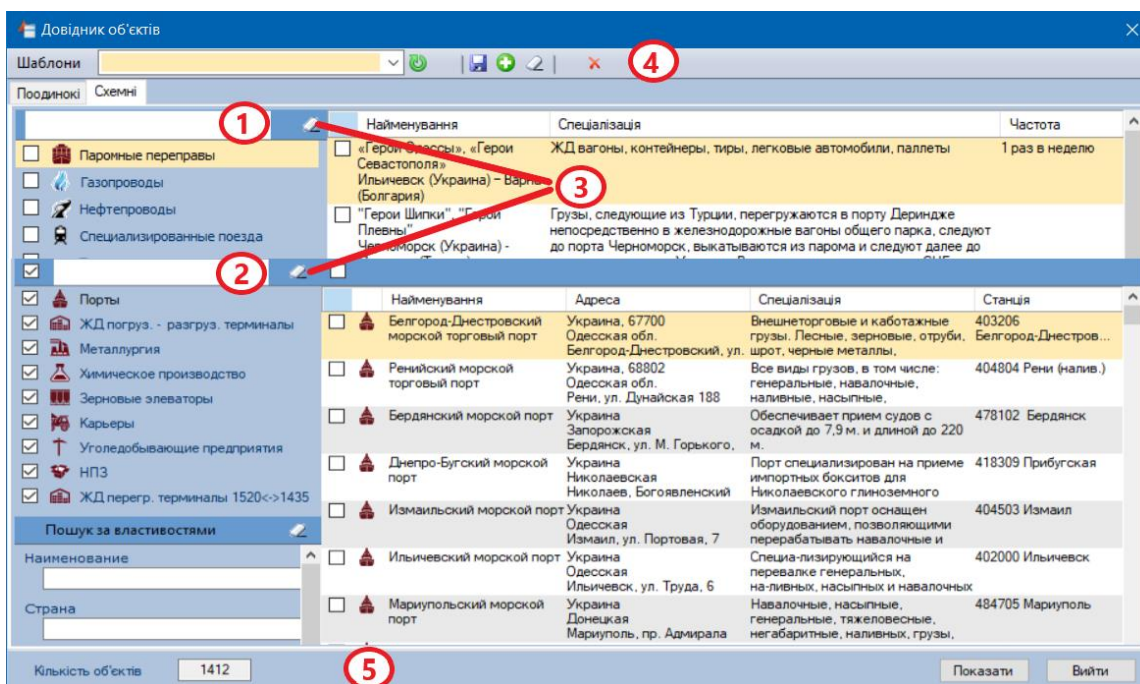 Довідник об'єктів
Шаблони
4
Поодинокі Схемні
1
Найменування Спеціалізація Частота
Паромные переправы
Газопроводы
Нефтепроводы
Специализированные поезда
«Герои Одессы», «Герои ЖД вагоны, контейнеры, тиры, легковые автомобили, паллеты 1 раз в неделю
Севастополя»
Ильичевск (Украина) – Варна
(Болгария)
3
"Герои Шипки", "Герои Грузы, следующие из Турции, перегружаются в порту Дериндже
Плевны" непосредственно в железнодорожные вагоны общего парка, следуют
Черноморск (Украина) - до порта Черноморск, выкатываются из парома и следуют далее до
2
Порты
ЖД погруз. - разгруз. терминалы
Металлургия
Химическое производство
Зерновые элеваторы
Карьеры
Угледобывающие предприятия
НПЗ
ЖД перегр. терминалы 1520<->1435
Пошук за властивостями
Наименование
Страна
Найменування Адреса Спеціалізація Станція
Белгород-Днестровский Украина, 67700 Внешнеторговые и каботажные 403206
морской торговый порт Одесская обл. грузы. Лесные, зерновые, отруби, Белгород-Днестров...
Белгород-Днестровский, ул. шрот, черные металлы,
Ренийский морской Украина, 68802 Все виды грузов, в том числе: 404804 Рени (налив.)
торговый порт Одесская обл. генеральные, навалочные,
Рени, ул. Дунайская 188 наливные, насыпные,
Бердянский морской порт Украина Обеспечивает прием судов с 478102 Бердянск
Запорожская осадкой до 7,9 м. и длиной до 220
Бердянск, ул. М. Горького, м.
Днепро-Бугский морской Украина Порт специализирован на приеме 418309 Прибугская
порт Николаевская импортных бокситов для
Николаев, Богоявленский Николаевского глиноземного
Измаильский морской порт Украина Измаильский порт оснащен 404503 Измаил
Одесская оборудованием, позволяющими
Измаил, ул. Портовая, 7 перерабатывать навалочные и
Ильичевский морской порт Украина Специа-лизирующийся на 402000 Ильичевск
Одесская перевалке генеральных,
Ильичевск, ул. Труда, 6 на-ливных, насыпных и навалочных
Мариупольский морской Украина Навалочные, насыпные, 484705 Мариуполь
порт Донецкая генеральные, тяжеловесные,
Мариуполь, пр. Адмирала негабаритные, наливных, грузы,
Кількість об'єктів 1412
5
Показати Вийти